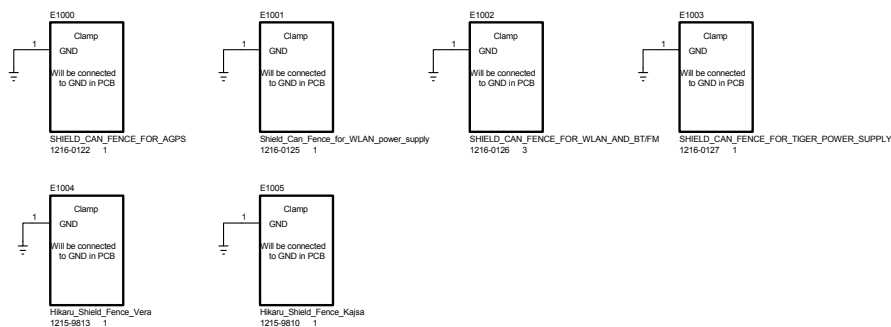 E1000
Clamp
1
GND
Will be connected
to GND in PCB
SHIELD_CAN_FENCE_FOR_AGPS
1216-0122 1
E1001
Clamp
1
GND
Will be connected
to GND in PCB
Shield_Can_Fence_for_WLAN_power_supply
1216-0125 1
E1002
Clamp
1
GND
Will be connected
to GND in PCB
SHIELD_CAN_FENCE_FOR_WLAN_AND_BT/FM
1216-0126 3
E1003
Clamp
1
GND
Will be connected
to GND in PCB
SHIELD_CAN_FENCE_FOR_TIGER_POWER_SUPPLY
1216-0127 1
E1004
Clamp
1
GND
Will be connected
to GND in PCB
Hikaru_Shield_Fence_Vera
1215-9813 1
E1005
Clamp
1
GND
Will be connected
to GND in PCB
Hikaru_Shield_Fence_Kajsa
1215-9810 1